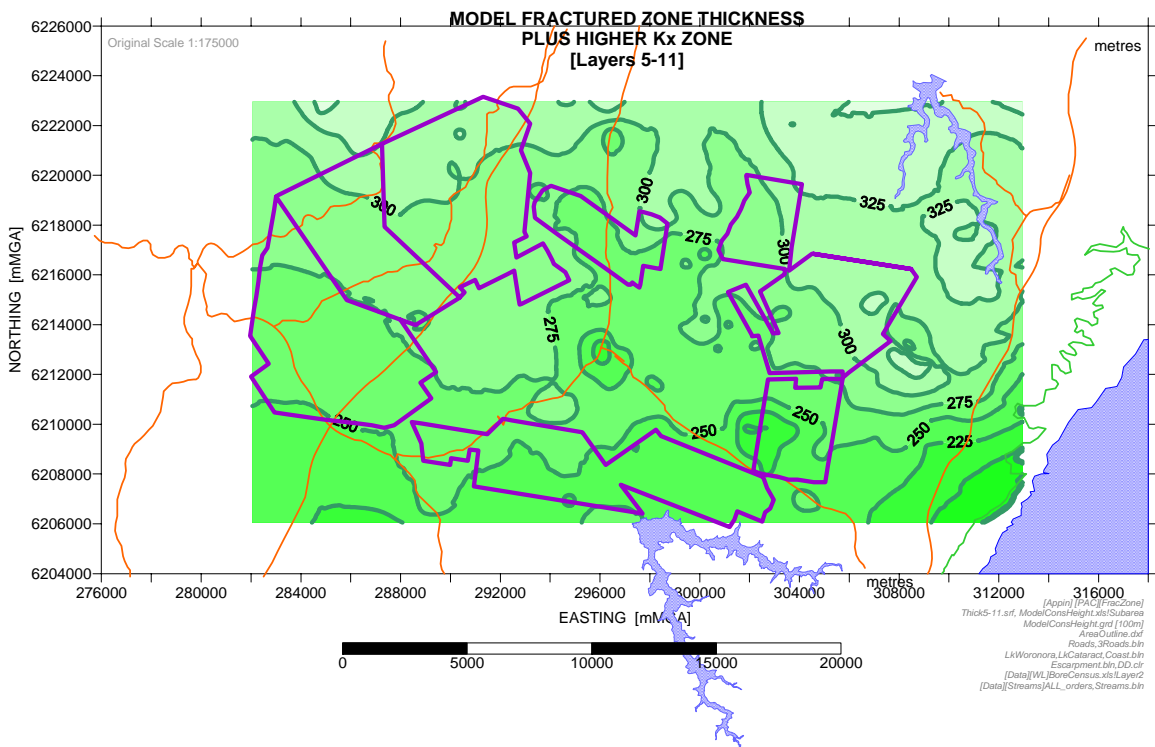 MODEL FRACTURED ZONE THICKNESS
PLUS HIGHER Kx ZONE
[Layers 5-11]
Original Scale 1:175000
metres
6226000
6224000
6222000
6220000
6218000
6216000
6214000
6212000
6210000
6208000
6206000
6204000
NORTHING [mMGA]
300
300
325
325
275
300
275
300
250
250
250
250
275
225
276000
280000
284000
288000
292000
296000
300000
304000
308000
312000
316000
metres
EASTING [mMGA]
0
5000
10000
15000
20000
[Appin] [PAC][FracZone]
Thick5-11.srf, ModelConsHeight.xls!Subarea
ModelConsHeight.grd [100m]
AreaOutline.dxf
Roads,3Roads.bln
LkWoronora,LkCataract,Coast.bln
Escarpment.bln,DD.clr
[Data][WL]BoreCensus.xls!Layer2
[Data][Streams]ALL_orders,Streams.bln